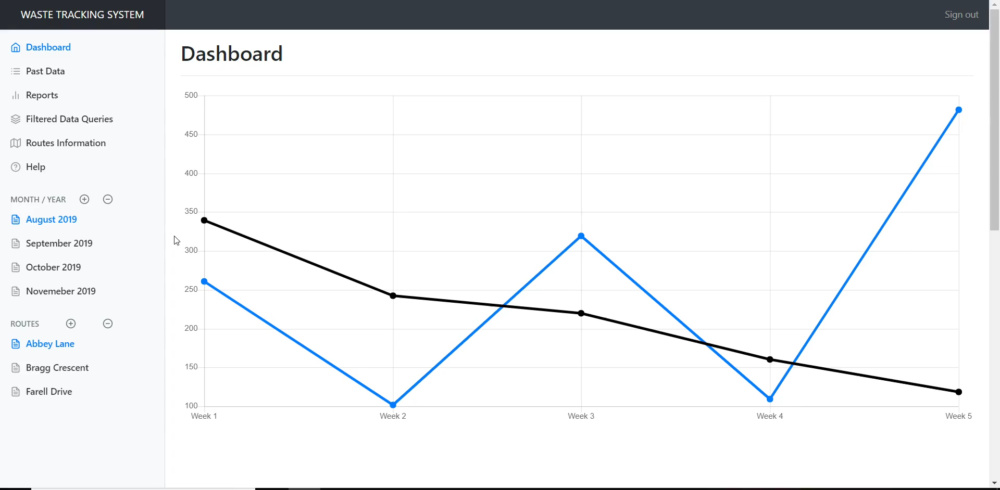 WASTE TRACKING SYSTEM
Sign out
Dashboard
Past Data
Reports
Filtered Data Queries
Routes Information
Help
MONTH / YEAR
August 2019
September 2019
October 2019
Novemeber 2019
ROUTES
Abbey Lane
Bragg Crescent
Farell Drive
Dashboard
500
450
400
350
300
250
200
150
100
Week 1 Week 2 Week 3 Week 4 Week 5